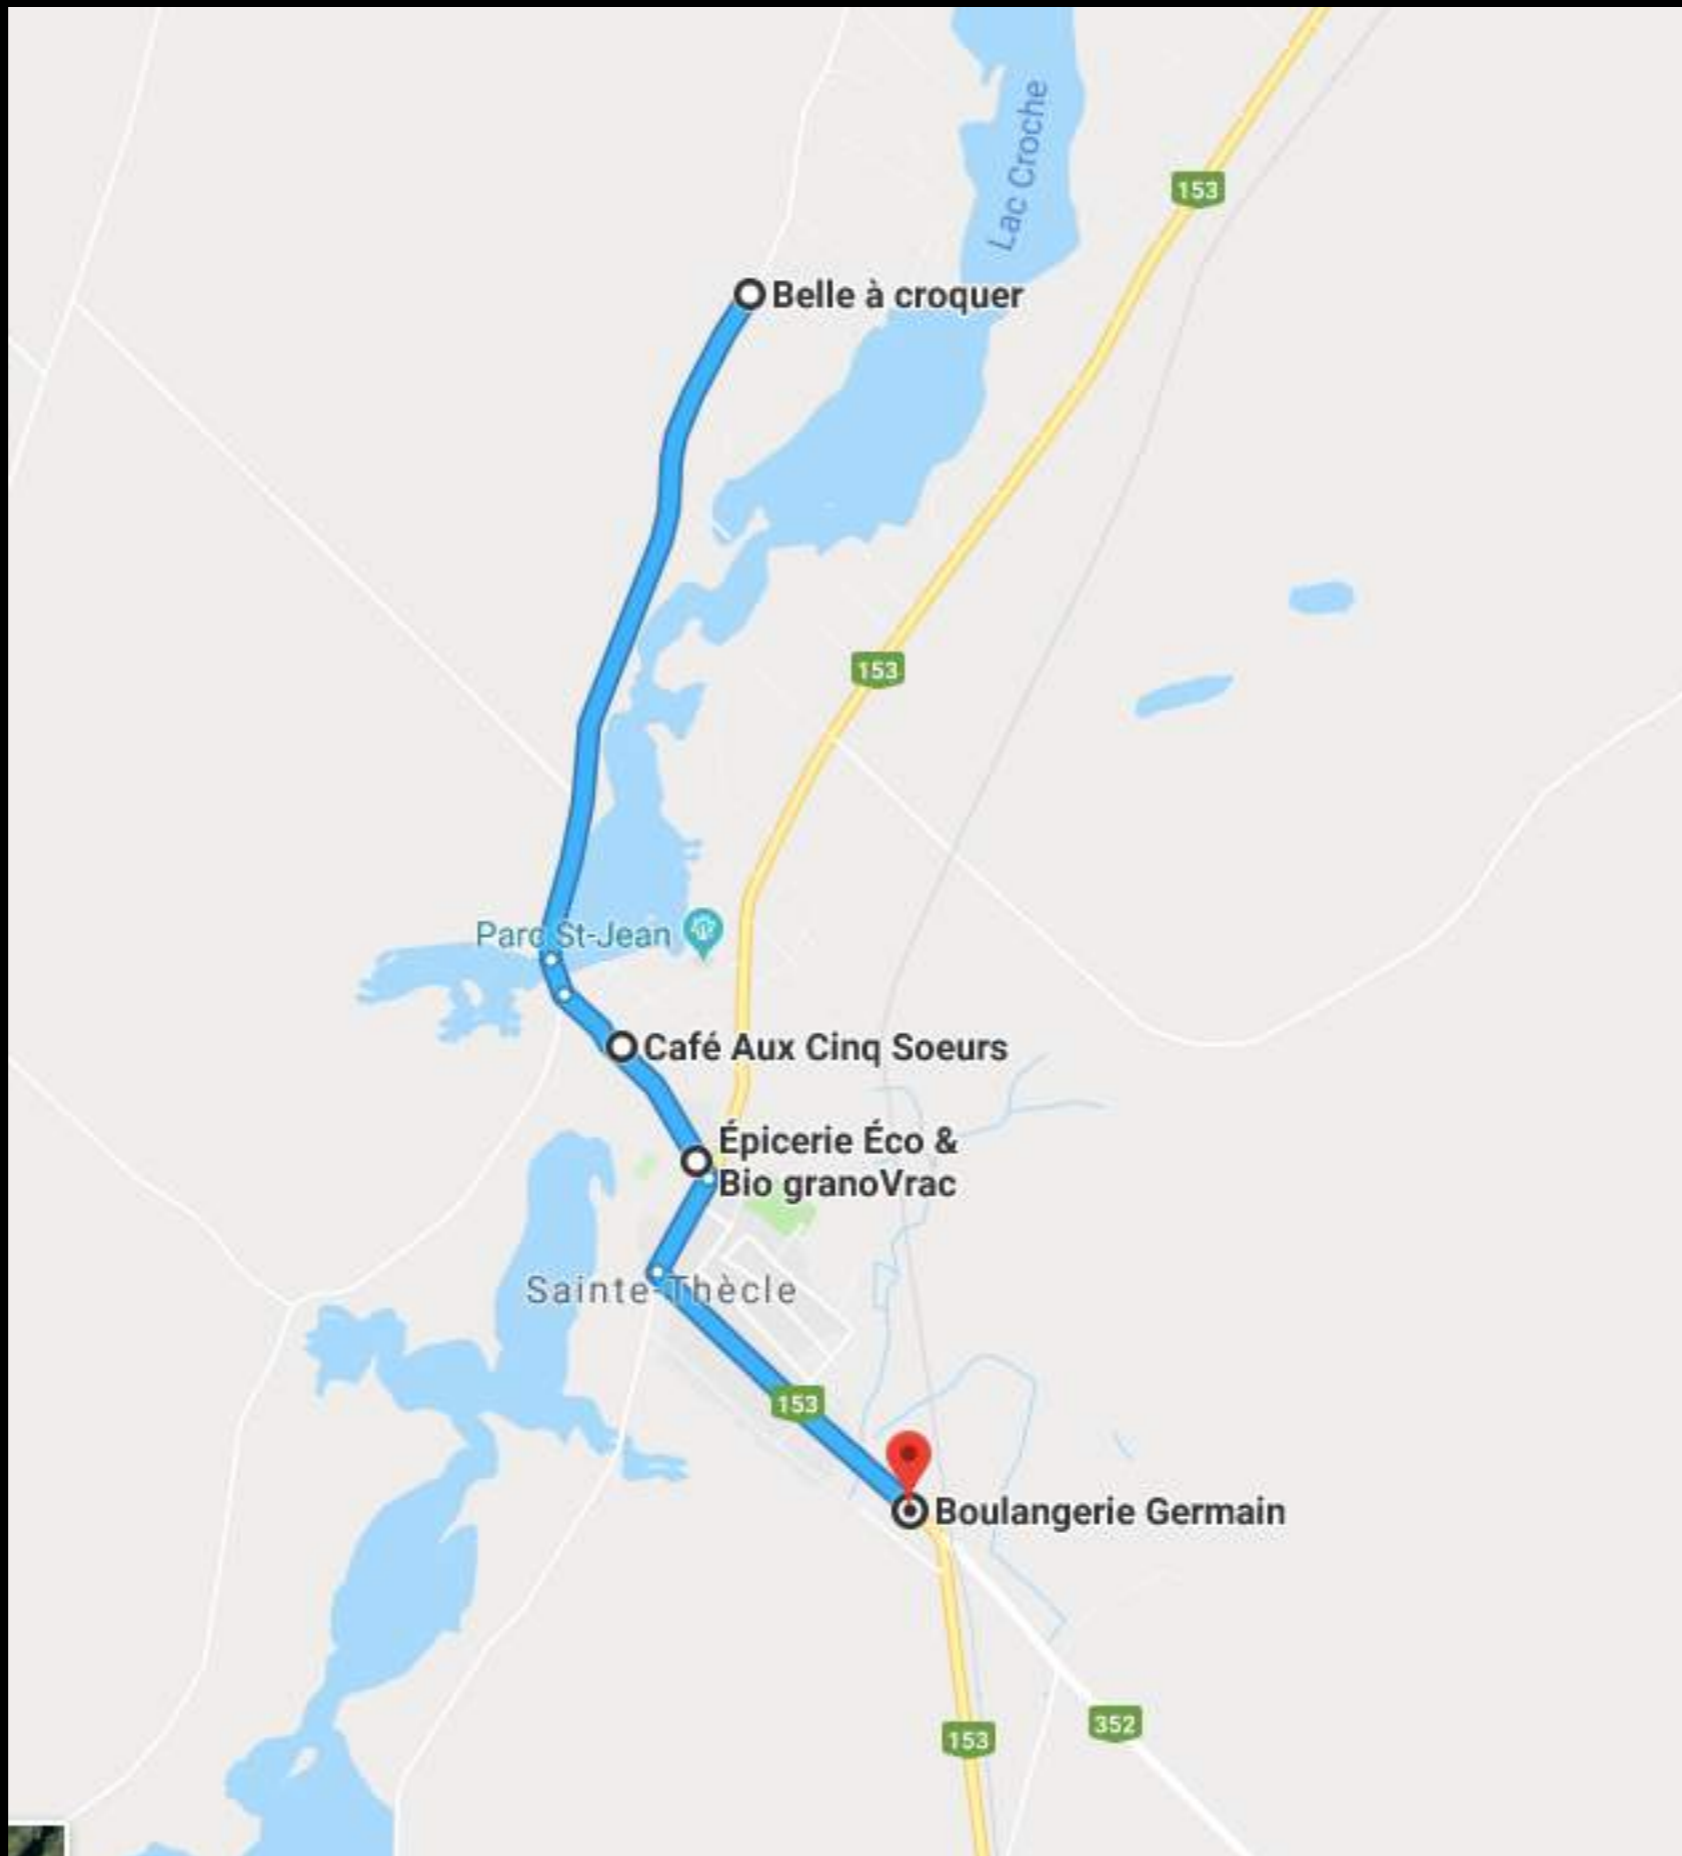 Lac Croche
153
Belle à croquer
153
Parc St-Jean
Café Aux Cinq Soeurs
Épicerie Éco &
Bio granoVrac
Sainte-Thècle
153
Boulangerie Germain
352
153